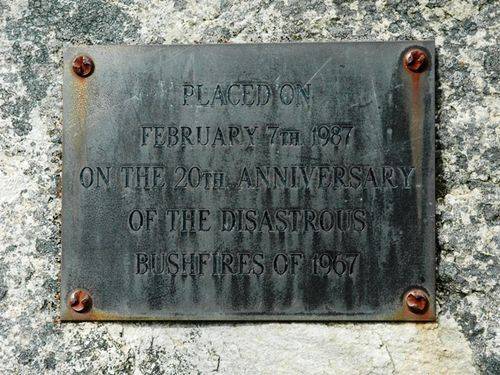 PLACED ON
FEBRUARY 7TH 1987
ON THE 20TH ANNIVERSARY
OF THE DISASTROUS
BUSHFIRES OF 1967